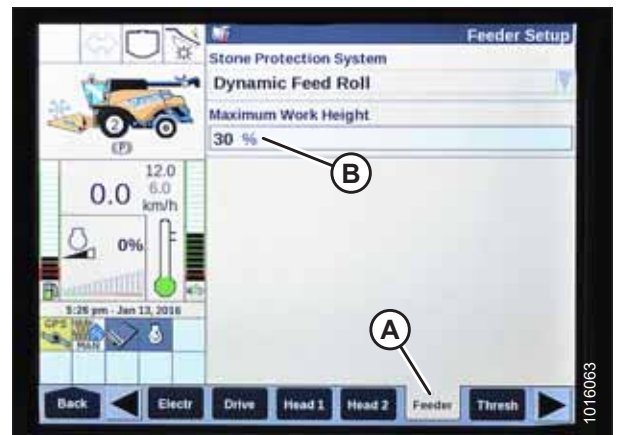 Feeder Setup
Stone Protection System
Dynamic Feed Roll
Maximum Work Height
30 %
B
2
(P)
12.0
0.0 6.0
km/h
0%
F
5:26 pm - Jan 13, 2016
GPS
MAN
A
Back Electr Drive Head 1 Head 2 Feeder Thresh
1016063